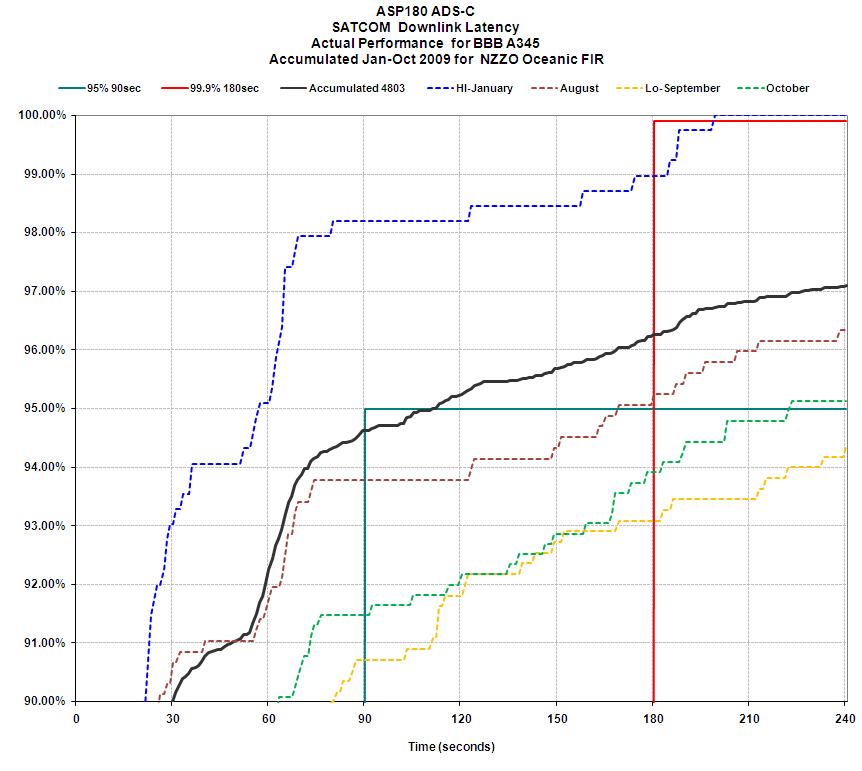 ASP180 ADS-C
SATCOM Downlink Latency
Actual Performance for BBB A345
Accumulated Jan-Oct 2009 for NZZO Oceanic FIR
95% 90sec
99.9% 180sec
Accumulated 4803
HI-January
August
Lo-September
October
100.00%
99.00%
98.00%
97.00%
96.00%
95.00%
94.00%
93.00%
92.00%
91.00%
90.00%
0
30
60
90
120
150
180
210
240
Time (seconds)